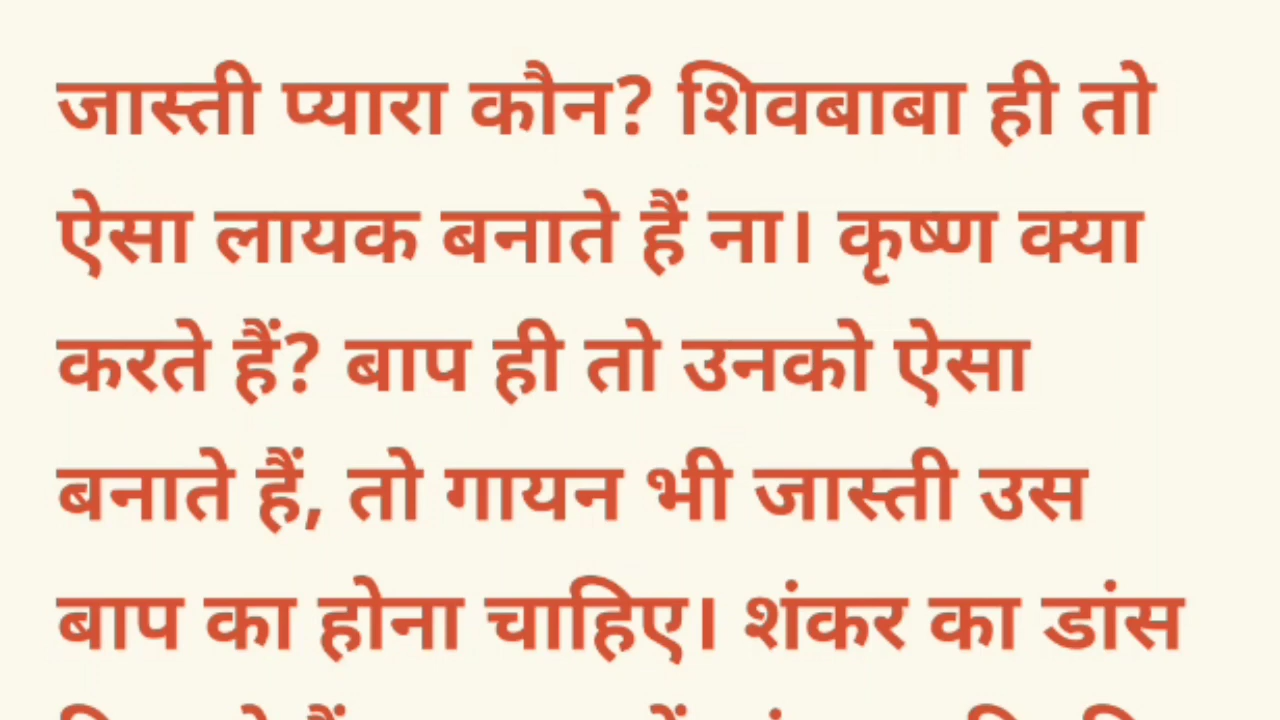 जास्ती प्यारा कौन? शिवबाबा ही तो
ऐसा लायक बनाते हैं ना। कृष्ण क्या
करते हैं? बाप ही तो उनको ऐसा
बनाते हैं, तो गायन भी जास्ती उस
बाप का होना चाहिए। शंकर का डांस